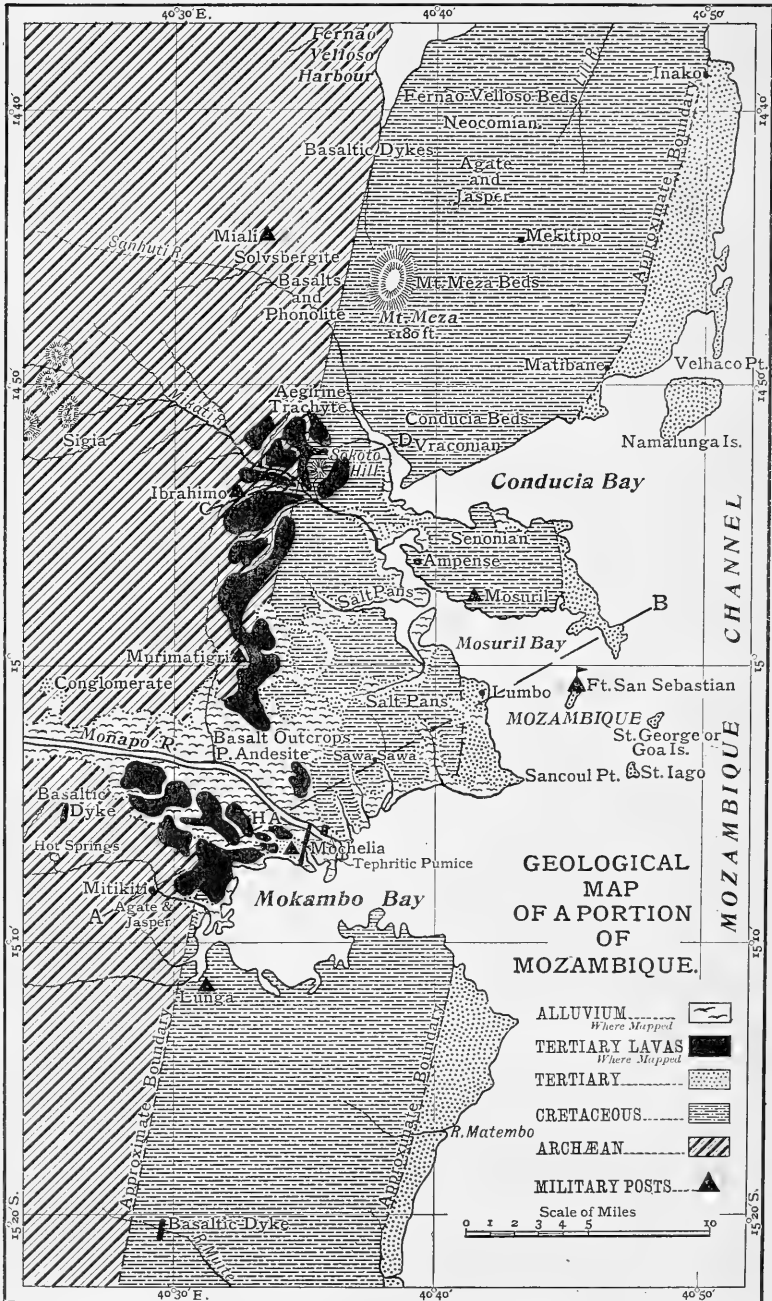 40°30' E.
40°40'
40°50'
Fernão
Velloso
Harbour
Lili R.
Inako
14°40'
14°40'
Fernão Velloso Beds
Neocomian.
Basaltic Dykes
Agate
and
Jasper
Approximate Boundary
Sanhuti R.
Miali
Mekitipo
Solvsbergite
Basalts
and
Phonolite
Mt. Meza Beds
Mt. Meza
1180 ft.
Matibane
Velhaco Pt.
14°50'
14°50'
Mikati R.
Aegirine
Trachyte
Conducia Beds
D
Vraconian
Namalunga Is.
Sigia
Sokoto
Hill
Ibrahimo
C
Conducia Bay
Senonian
Ampense
Salt Pans
Mosuril
B
MOZAMBIQUE CHANNEL
Mosuril Bay
15°
15°
Murimatigri
Conglomerate
Salt Pans
Lumbo
Ft. San Sebastian
MOZAMBIQUE
St. George or
Goa Is.
Monapo R.
Basalt Outcrops
P. Andesite
Sawa Sawa
Sancoul Pt.
St. Iago
Basaltic
Dyke
H A
a
Mochelia
Hot Springs
Tephritic Pumice
Mitikiti
A
Agate &
Jasper
Mokambo Bay
GEOLOGICAL
MAP
OF A PORTION
OF
MOZAMBIQUE.
15°10'
15°10'
Lunga
Approximate Boundary
Approximate Boundary
ALLUVIUM
Where Mapped
TERTIARY LAVAS
Where Mapped
TERTIARY
CRETACEOUS
R. Matembo
ARCHÆAN
MILITARY POSTS
15°20' S.
15°20'
Scale of Miles
0 1 2 3 4 5 10
Basaltic Dyke
R. Muite
40°30' E.
40°40'
40°50'